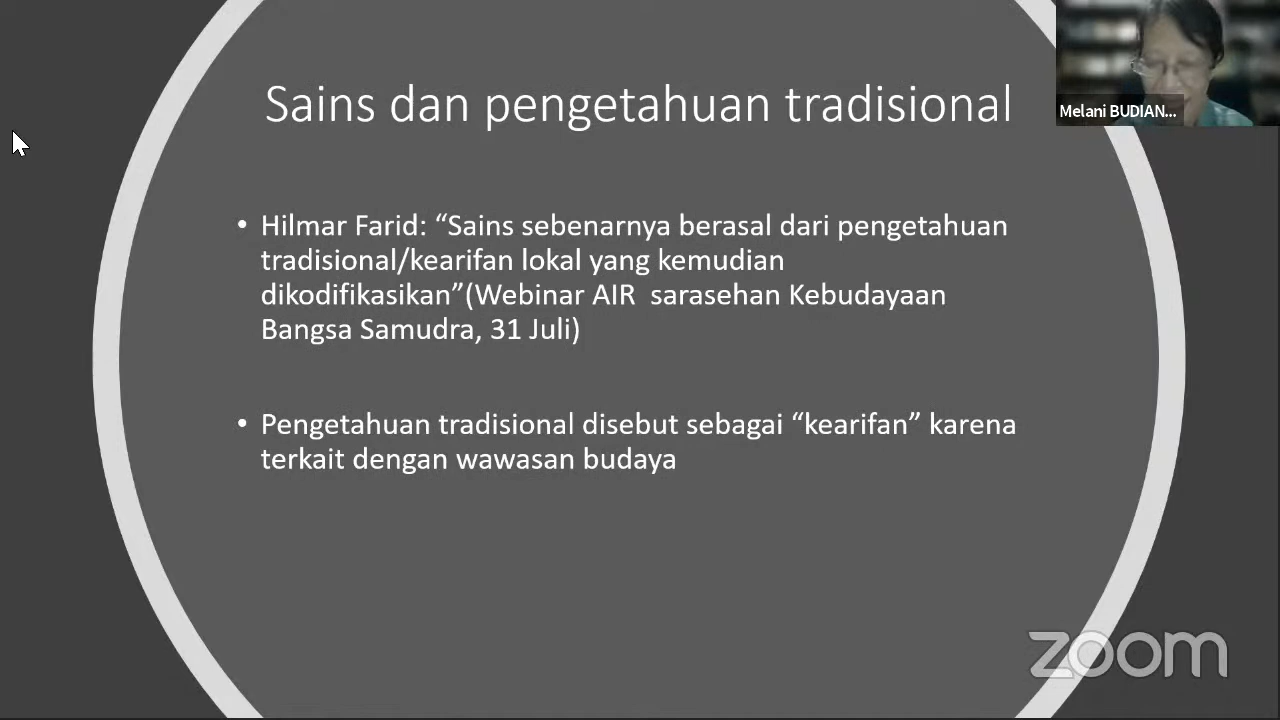 Sains dan pengetahuan tradisional
Melani BUDIAN...
• Hilmar Farid: “Sains sebenarnya berasal dari pengetahuan
tradisional/kearifan lokal yang kemudian
dikodifikasikan”(Webinar AIR  sarasehan Kebudayaan
Bangsa Samudra, 31 Juli)
• Pengetahuan tradisional disebut sebagai “kearifan” karena
terkait dengan wawasan budaya
zoom